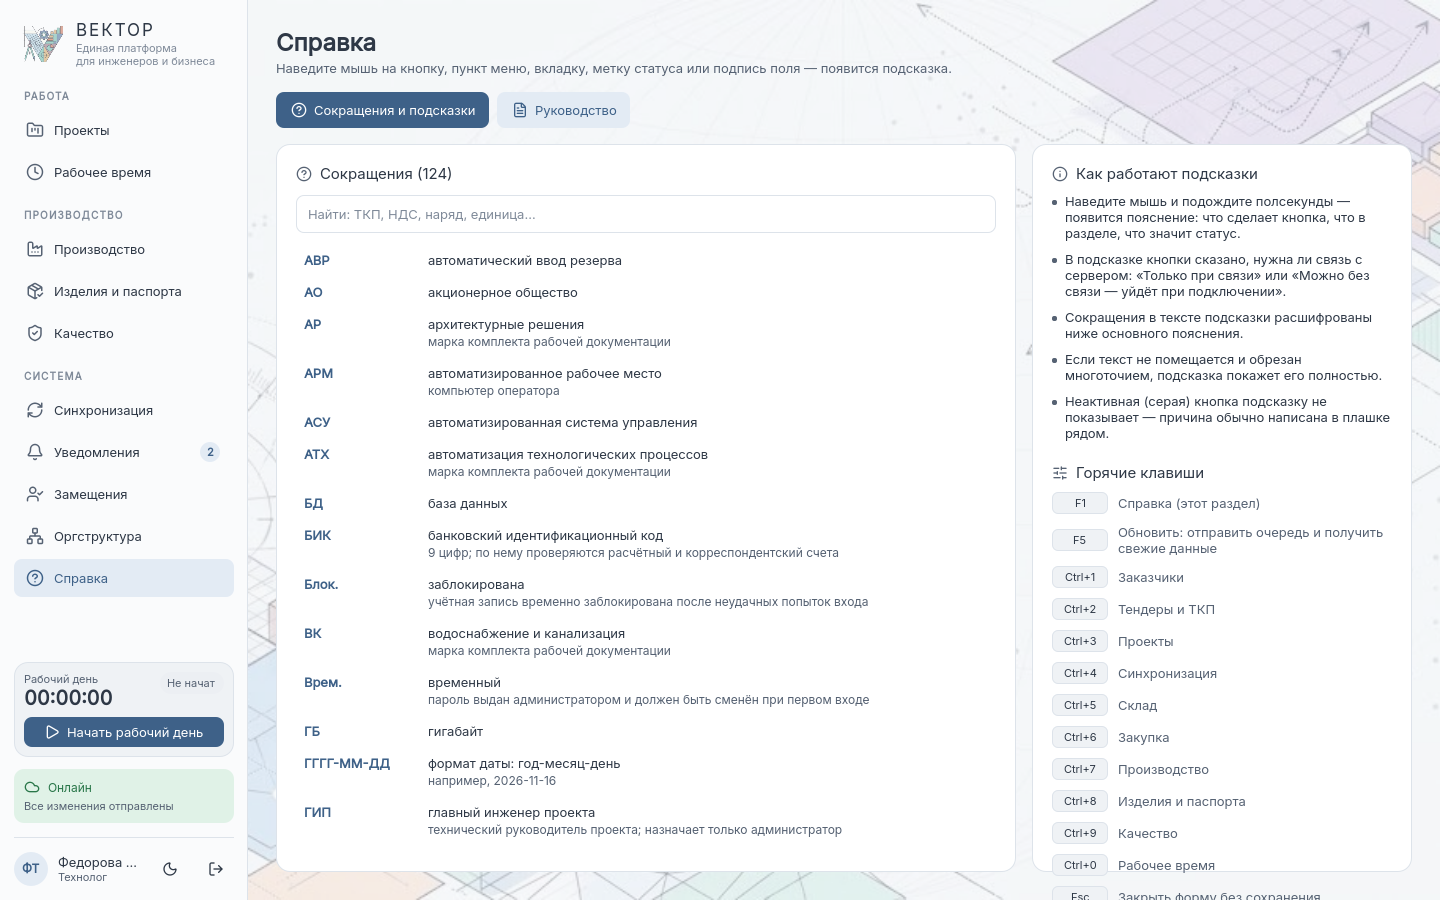 ВЕКТОР
Единая платформа
для инженеров и бизнеса
РАБОТА
Проекты
Рабочее время
ПРОИЗВОДСТВО
Производство
Изделия и паспорта
Качество
СИСТЕМА
Синхронизация
Уведомления 2
Замещения
Оргструктура
Справка
Рабочий день
Не начат
00:00:00
Начать рабочий день
Онлайн
Все изменения отправлены
ФТ
Федорова ...
Технолог
Справка
Наведите мышь на кнопку, пункт меню, вкладку, метку статуса или подпись поля — появится подсказка.
Сокращения и подсказки
Руководство
Сокращения (124)
Найти: ТКП, НДС, наряд, единица...
АВР автоматический ввод резерва
АО акционерное общество
АР архитектурные решения
марка комплекта рабочей документации
АРМ автоматизированное рабочее место
компьютер оператора
АСУ автоматизированная система управления
АТХ автоматизация технологических процессов
марка комплекта рабочей документации
БД база данных
БИК банковский идентификационный код
9 цифр; по нему проверяются расчётный и корреспондентский счета
Блок. заблокирована
учётная запись временно заблокирована после неудачных попыток входа
ВК водоснабжение и канализация
марка комплекта рабочей документации
Врем. временный
пароль выдан администратором и должен быть сменён при первом входе
ГБ гигабайт
ГГГГ-ММ-ДД формат даты: год-месяц-день
например, 2026-11-16
ГИП главный инженер проекта
технический руководитель проекта; назначает только администратор
Как работают подсказки
Наведите мышь и подождите полсекунды —
появится пояснение: что сделает кнопка, что в
разделе, что значит статус.
В подсказке кнопки сказано, нужна ли связь с
сервером: «Только при связи» или «Можно без
связи — уйдёт при подключении».
Сокращения в тексте подсказки расшифрованы
ниже основного пояснения.
Если текст не помещается и обрезан
многоточием, подсказка покажет его полностью.
Неактивная (серая) кнопка подсказку не
показывает — причина обычно написана в плашке
рядом.
Горячие клавиши
F1 Справка (этот раздел)
F5 Обновить: отправить очередь и получить
свежие данные
Ctrl+1 Заказчики
Ctrl+2 Тендеры и ТКП
Ctrl+3 Проекты
Ctrl+4 Синхронизация
Ctrl+5 Склад
Ctrl+6 Закупка
Ctrl+7 Производство
Ctrl+8 Изделия и паспорта
Ctrl+9 Качество
Ctrl+0 Рабочее время
Esc Закрыть форму без сохранения